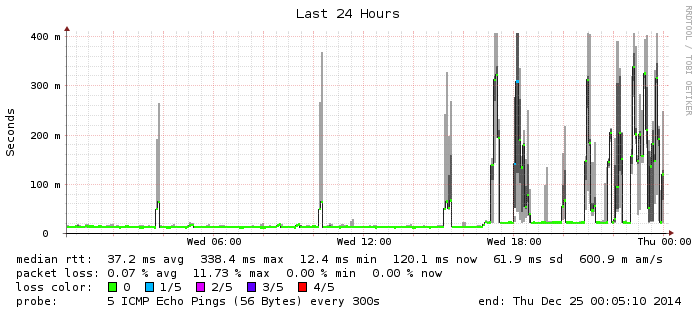 Last 24 Hours
RRDTOOL / TOBI OETIKER
Seconds
400 m
300 m
200 m
100 m
0
Wed 06:00 Wed 12:00 Wed 18:00 Thu 00:00
median rtt: 37.2 ms avg 338.4 ms max 12.4 ms min 120.1 ms now 61.9 ms sd 600.9 m am/s
packet loss: 0.07 % avg 11.73 % max 0.00 % min 0.00 % now
loss color: 0 1/5 2/5 3/5 4/5
probe: 5 ICMP Echo Pings (56 Bytes) every 300s end: Thu Dec 25 00:05:10 2014